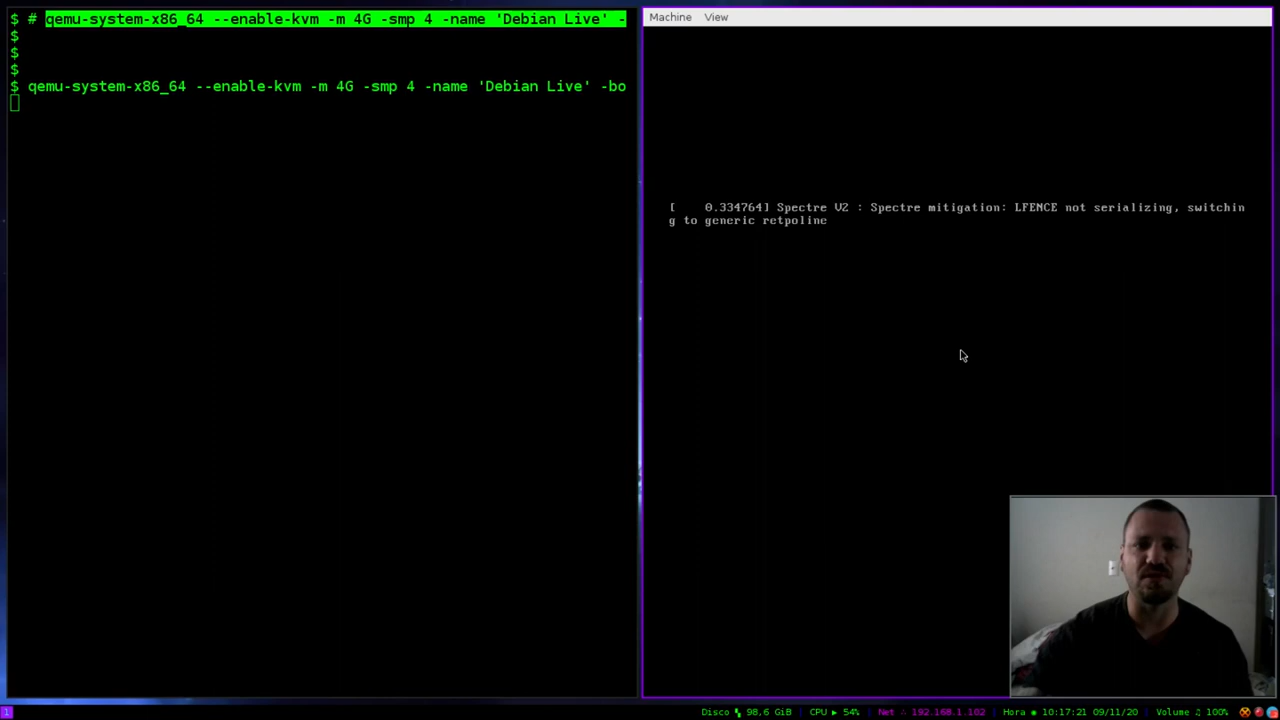 $ # qemu-system-x86_64 --enable-kvm -m 4G -smp 4 -name 'Debian Live' -
$
$
$
$ qemu-system-x86_64 --enable-kvm -m 4G -smp 4 -name 'Debian Live' -bo
Machine View
[    0.334764] Spectre V2 : Spectre mitigation: LFENCE not serializing, switchin
g to generic retpoline
1
Disco 98,6 GiB | CPU ▶ 54% | Net 192.168.1.102 | Hora 10:17:21 09/11/20 | Volume ♫ 100%